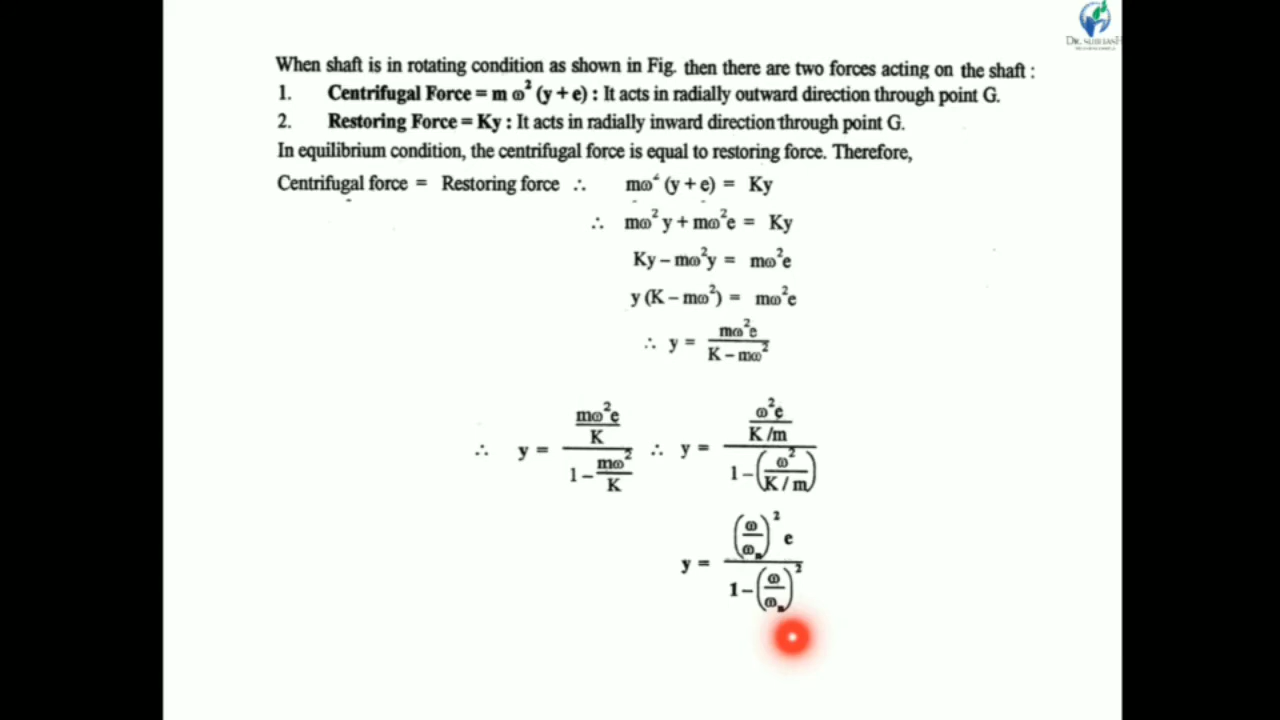 DR. SUBHASH
When shaft is in rotating condition as shown in Fig. then there are two forces acting on the shaft :
1. Centrifugal Force = m ω² (y + e) : It acts in radially outward direction through point G.
2. Restoring Force = Ky : It acts in radially inward direction through point G.
In equilibrium condition, the centrifugal force is equal to restoring force. Therefore,
Centrifugal force = Restoring force ∴ mω² (y + e) = Ky
∴ mω² y + mω²e = Ky
Ky – mω²y = mω²e
y (K – mω²) = mω²e
∴ y = mω²e / K – mω²
∴ y = (mω²e / K) / (1 – mω² / K) ∴ y = (ω²e / K /m) / (1 – (ω² / K / m))
y = ((ω / ωₙ)² e) / (1 – (ω / ωₙ)²)